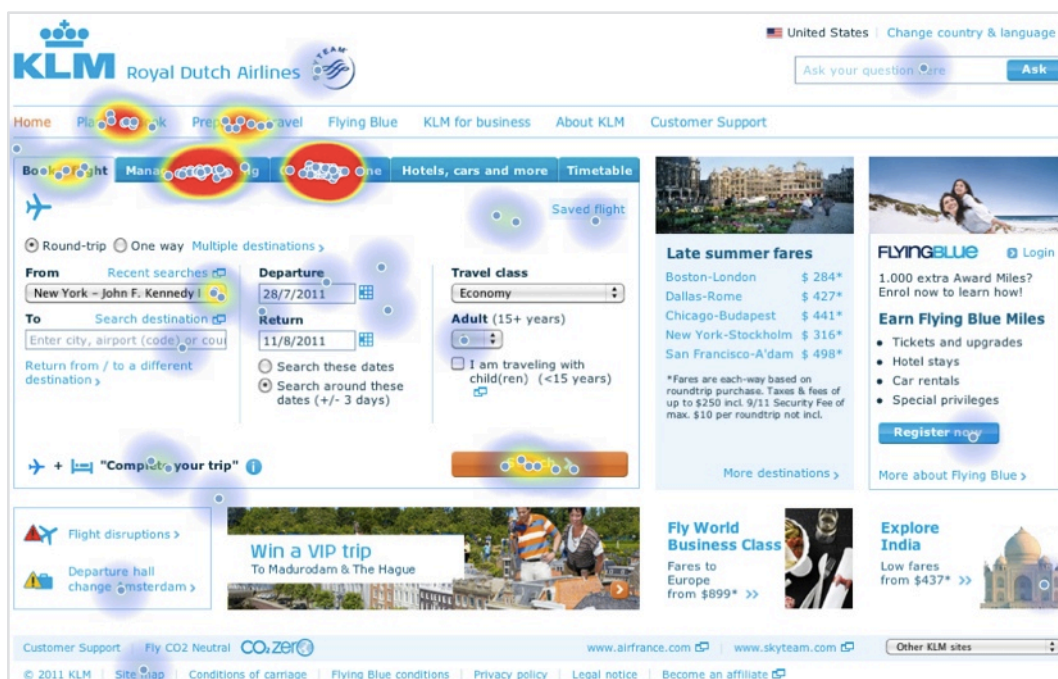 United States | Change country & language
KLM Royal Dutch Airlines
SKYTEAM
Ask your question here
Ask
Home
Flying Blue
KLM for business
About KLM
Customer Support
Book a flight
Hotels, cars and more
Timetable
Saved flight
Round-trip
One way
Multiple destinations
From
Recent searches
New York - John F. Kennedy I
To
Search destination
Enter city, airport (code) or cou
Return from / to a different
destination
Departure
28/7/2011
Return
11/8/2011
Search these dates
Search around these
dates (+/- 3 days)
Travel class
Economy
Adult (15+ years)
I am traveling with
child(ren) (<15 years)
"Complete your trip"
Late summer fares
Boston-London $ 284*
Dallas-Rome $ 427*
Chicago-Budapest $ 441*
New York-Stockholm $ 316*
San Francisco-A'dam $ 498*
*Fares are each-way based on
roundtrip purchase. Taxes & fees of
up to $250 incl. 9/11 Security Fee of
max. $10 per roundtrip not incl.
More destinations
FLYINGBLUE
Login
1.000 extra Award Miles?
Enrol now to learn how!
Earn Flying Blue Miles
Tickets and upgrades
Hotel stays
Car rentals
Special privileges
Register now
More about Flying Blue
Flight disruptions
Departure hall
change Amsterdam
Win a VIP trip
To Madurodam & The Hague
Fly World
Business Class
Fares to
Europe
from $899* >>
Explore
India
Low fares
from $437* >>
Customer Support | Fly CO2 Neutral CO2ZERO
www.airfrance.com | www.skyteam.com
Other KLM sites
© 2011 KLM | Site map | Conditions of carriage | Flying Blue conditions | Privacy policy | Legal notice | Become an affiliate